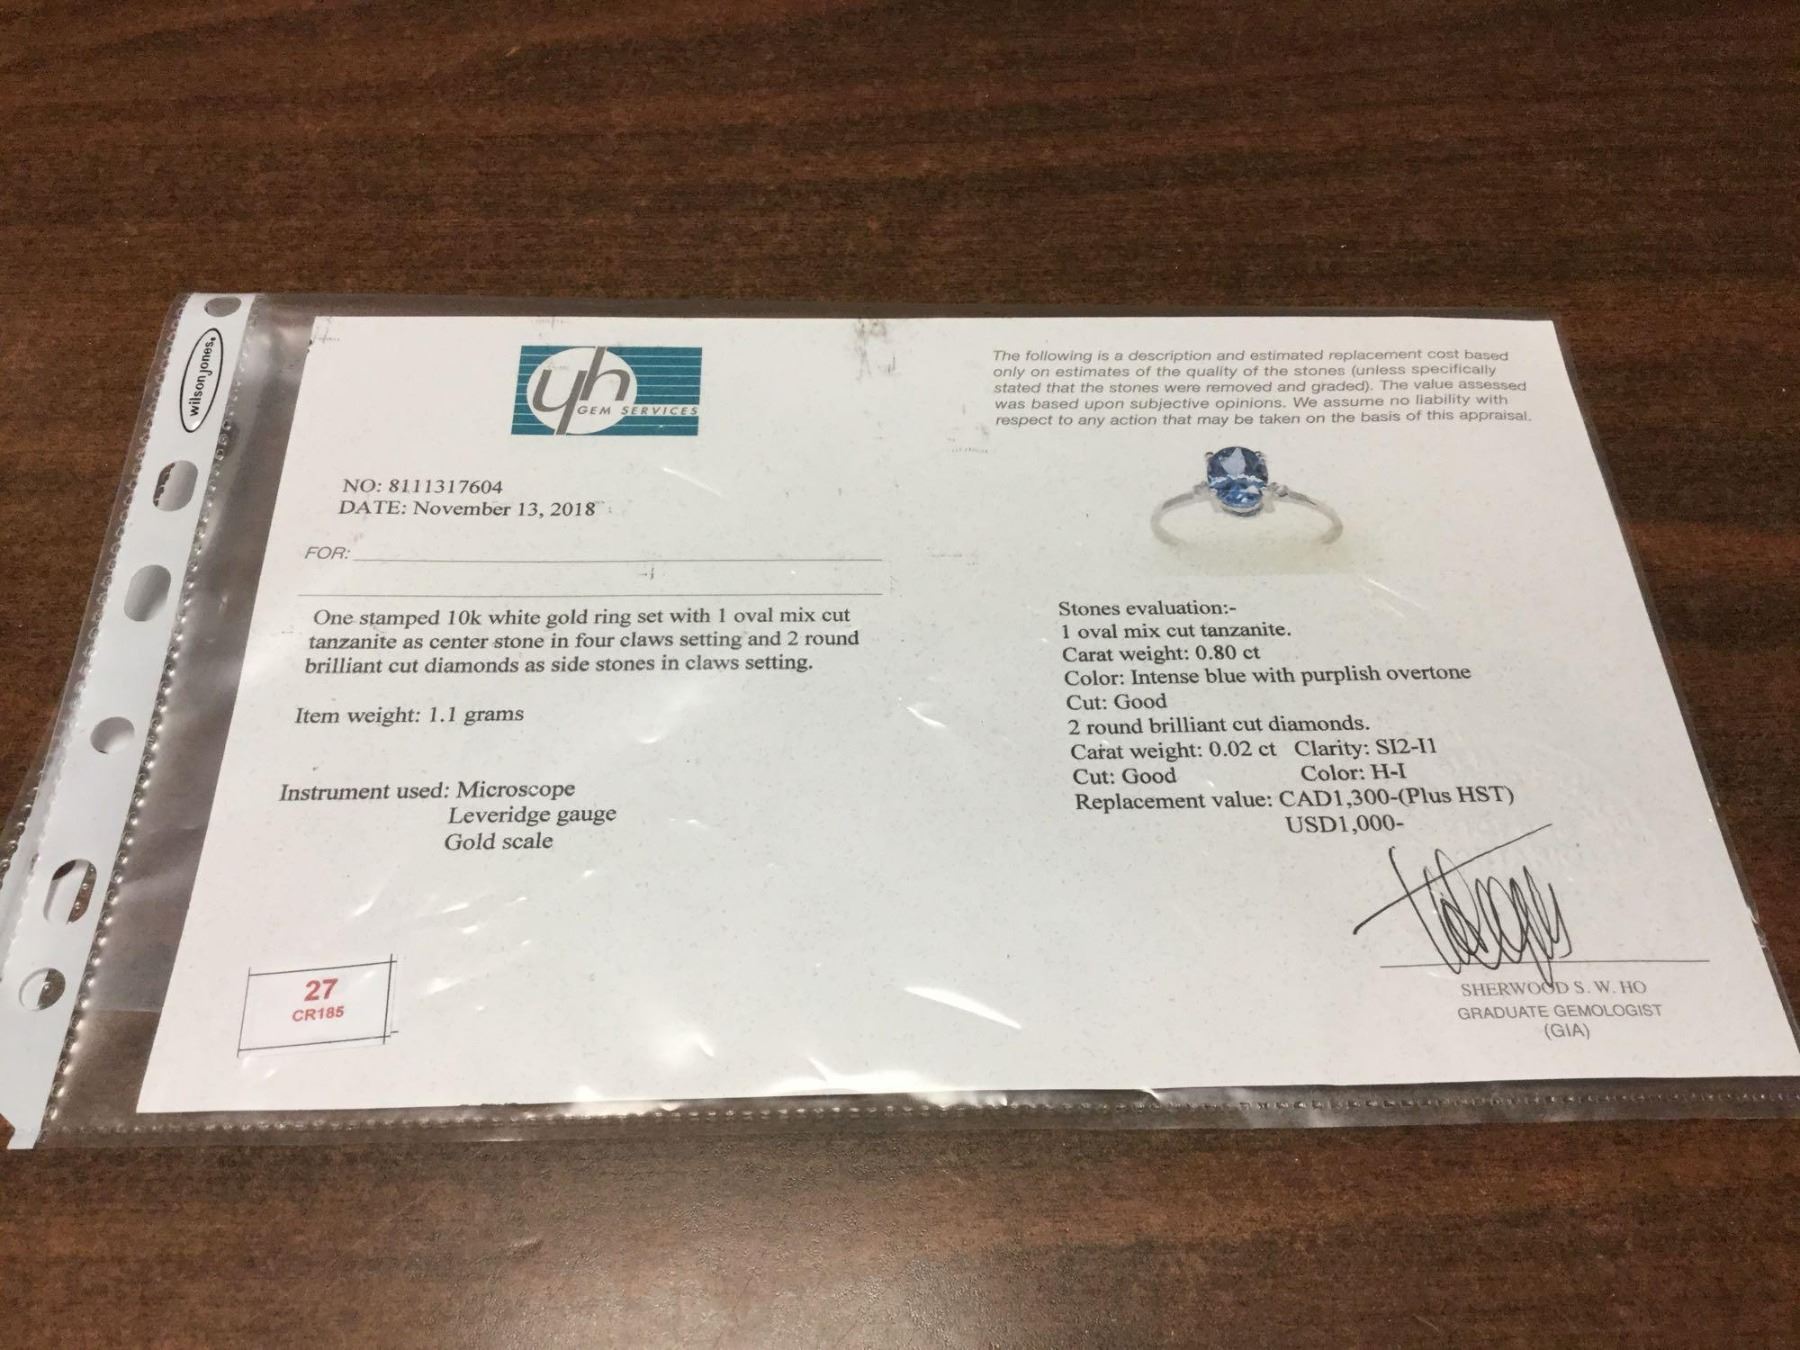 wilsonjones.
yh
GEM SERVICES
NO: 8111317604
DATE: November 13, 2018
FOR:
One stamped 10k white gold ring set with 1 oval mix cut
tanzanite as center stone in four claws setting and 2 round
brilliant cut diamonds as side stones in claws setting.
Item weight: 1.1 grams
Instrument used: Microscope
Leveridge gauge
Gold scale
27
CR185
The following is a description and estimated replacement cost based
only on estimates of the quality of the stones (unless specifically
stated that the stones were removed and graded). The value assessed
was based upon subjective opinions. We assume no liability with
respect to any action that may be taken on the basis of this appraisal.
Stones evaluation:-
1 oval mix cut tanzanite.
Carat weight: 0.80 ct
Color: Intense blue with purplish overtone
Cut: Good
2 round brilliant cut diamonds.
Carat weight: 0.02 ct Clarity: SI2-I1
Cut: Good Color: H-I
Replacement value: CAD1,300-(Plus HST)
USD1,000-
SHERWOOD S. W. HO
GRADUATE GEMOLOGIST
(GIA)